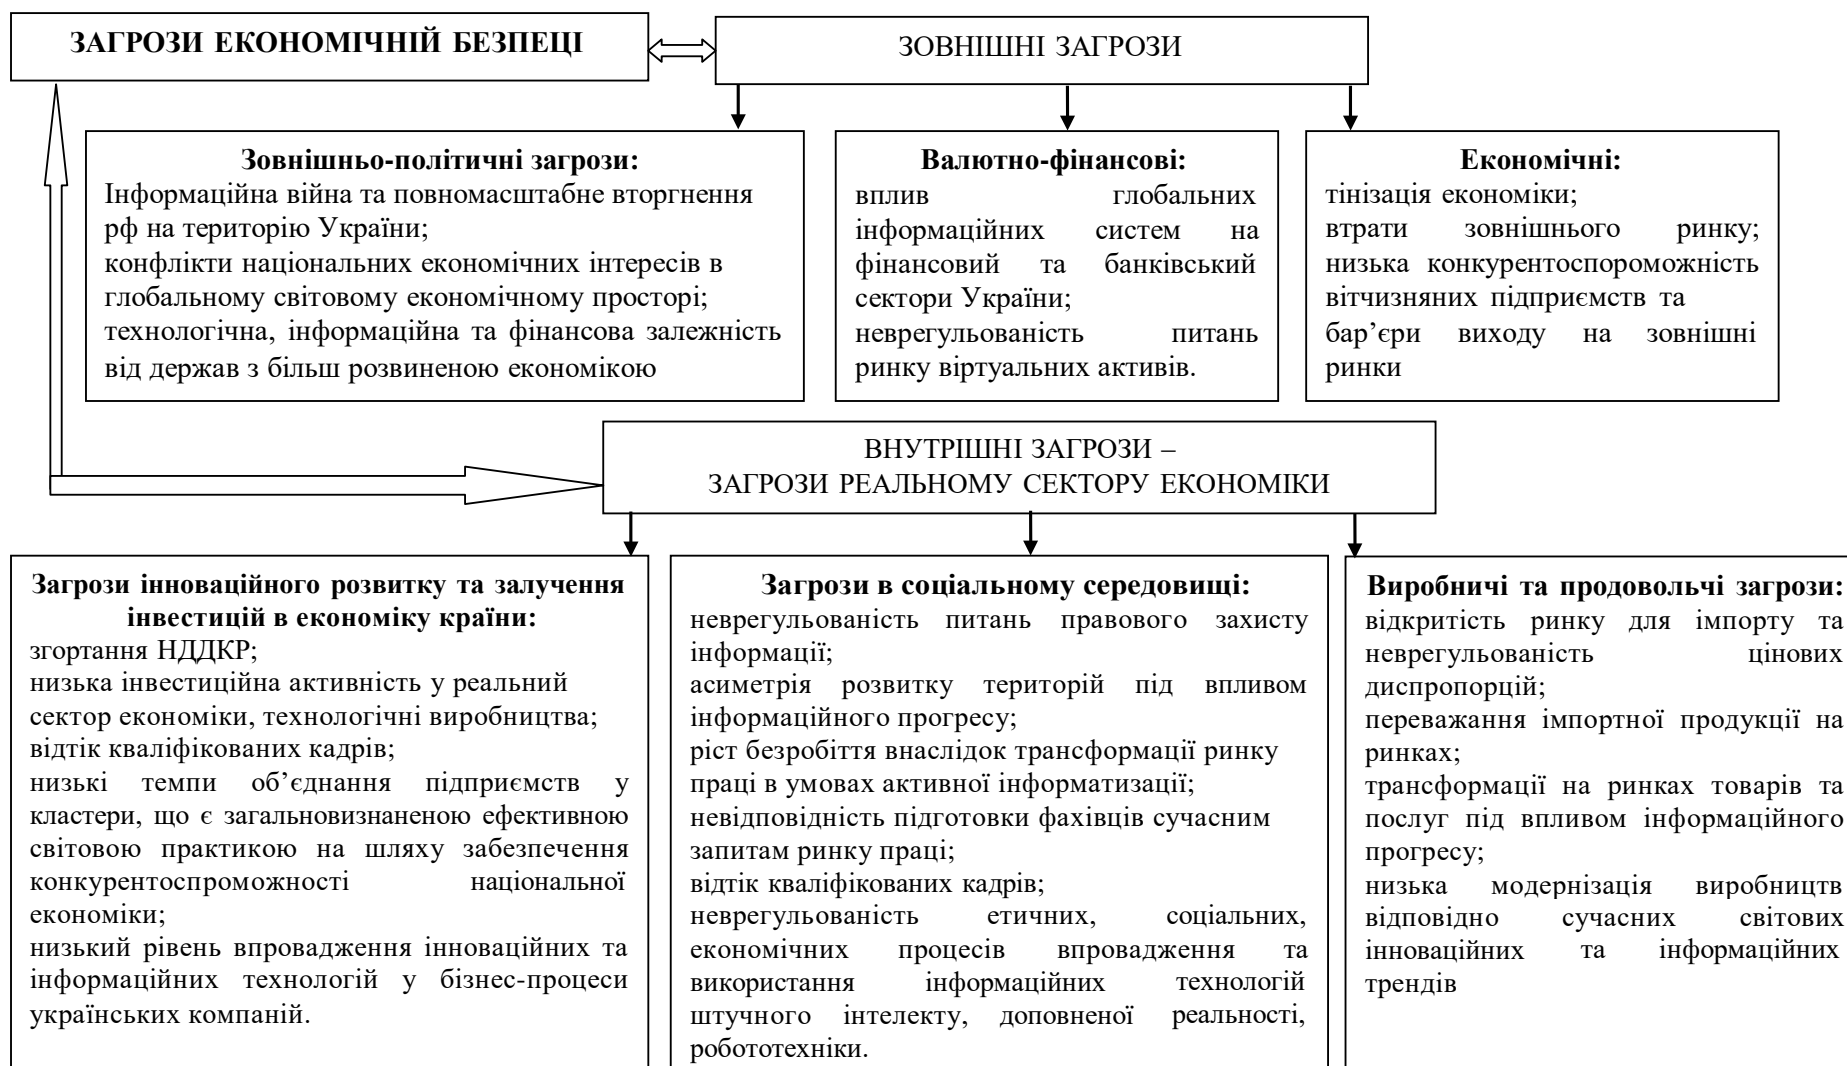 ЗАГРОЗИ ЕКОНОМІЧНІЙ БЕЗПЕЦІ
ЗОВНІШНІ ЗАГРОЗИ
Зовнішньо-політичні загрози:
Інформаційна війна та повномасштабне вторгнення
рф на територію України;
конфлікти національних економічних інтересів в
глобальному світовому економічному просторі;
технологічна, інформаційна та фінансова залежність
від держав з більш розвиненою економікою
Валютно-фінансові:
вплив глобальних
інформаційних систем на
фінансовий та банківський
сектори України;
неврегульованість питань
ринку віртуальних активів.
Економічні:
тінізація економіки;
втрати зовнішнього ринку;
низька конкурентоспороможність
вітчизняних підприємств та
бар’єри виходу на зовнішні
ринки
ВНУТРІШНІ ЗАГРОЗИ –
ЗАГРОЗИ РЕАЛЬНОМУ СЕКТОРУ ЕКОНОМІКИ
Загрози інноваційного розвитку та залучення
інвестицій в економіку країни:
згортання НДДКР;
низька інвестиційна активність у реальний
сектор економіки, технологічні виробництва;
відтік кваліфікованих кадрів;
низькі темпи об’єднання підприємств у
кластери, що є загальновизнаненою ефективною
світовою практикою на шляху забезпечення
конкурентоспроможності національної
економіки;
низький рівень впровадження інноваційних та
інформаційних технологій у бізнес-процеси
українських компаній.
Загрози в соціальному середовищі:
неврегульованість питань правового захисту
інформації;
асиметрія розвитку територій під впливом
інформаційного прогресу;
ріст безробіття внаслідок трансформації ринку
праці в умовах активної інформатизації;
невідповідність підготовки фахівців сучасним
запитам ринку праці;
відтік кваліфікованих кадрів;
неврегульованість етичних, соціальних,
економічних процесів впровадження та
використання інформаційних технологій
штучного інтелекту, доповненої реальності,
робототехніки.
Виробничі та продовольчі загрози:
відкритість ринку для імпорту та
неврегульованість цінових
диспропорцій;
переважання імпортної продукції на
ринках;
трансформації на ринках товарів та
послуг під впливом інформаційного
прогресу;
низька модернізація виробництв
відповідно сучасних світових
інноваційних та інформаційних
трендів